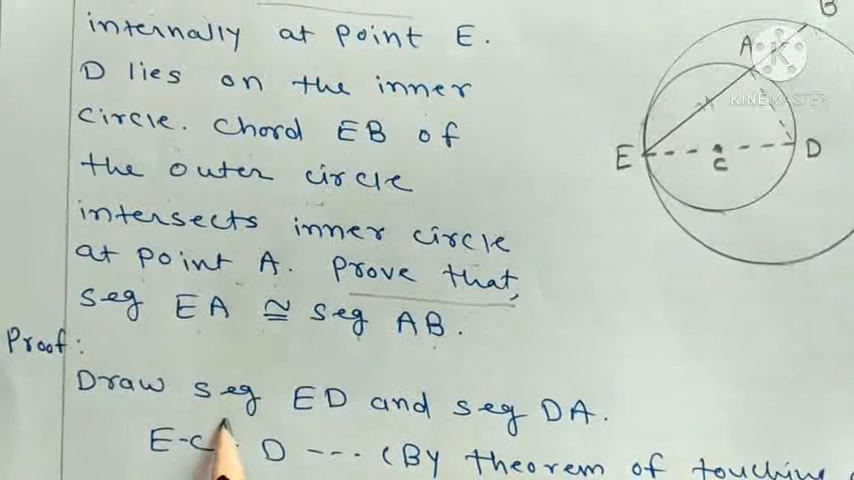 internally at point E.
D lies on the inner
circle. chord EB of
the outer circle
intersects inner circle
at point A. Prove that,
seg EA ≅ seg AB.
Proof:
Draw seg ED and seg DA.
E-C- D --- (By theorem of touching
B
A
KINEMASTER
E
C
D